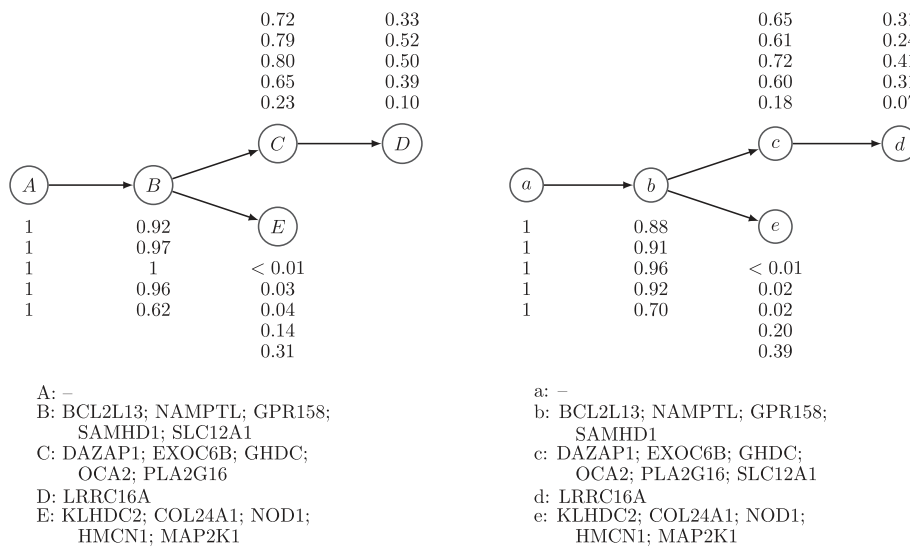 0.72 0.33 0.65
0.79 0.52 0.61
0.80 0.50 0.72
0.65 0.39 0.60
0.23 0.10 0.18
C D c d
A B a b
E e
1 0.92 1 0.88
1 0.97 1 0.91
1 1 < 0.01 1 0.96 < 0.01
1 0.96 0.03 1 0.92 0.02
1 0.62 0.04 1 0.70 0.02
0.14 0.20
0.31 0.39
A: –
B: BCL2L13; NAMPTL; GPR158;
SAMHD1; SLC12A1
C: DAZAP1; EXOC6B; GHDC;
OCA2; PLA2G16
D: LRRC16A
E: KLHDC2; COL24A1; NOD1;
HMCN1; MAP2K1
a: –
b: BCL2L13; NAMPTL; GPR158;
SAMHD1
c: DAZAP1; EXOC6B; GHDC;
OCA2; PLA2G16; SLC12A1
d: LRRC16A
e: KLHDC2; COL24A1; NOD1;
HMCN1; MAP2K1